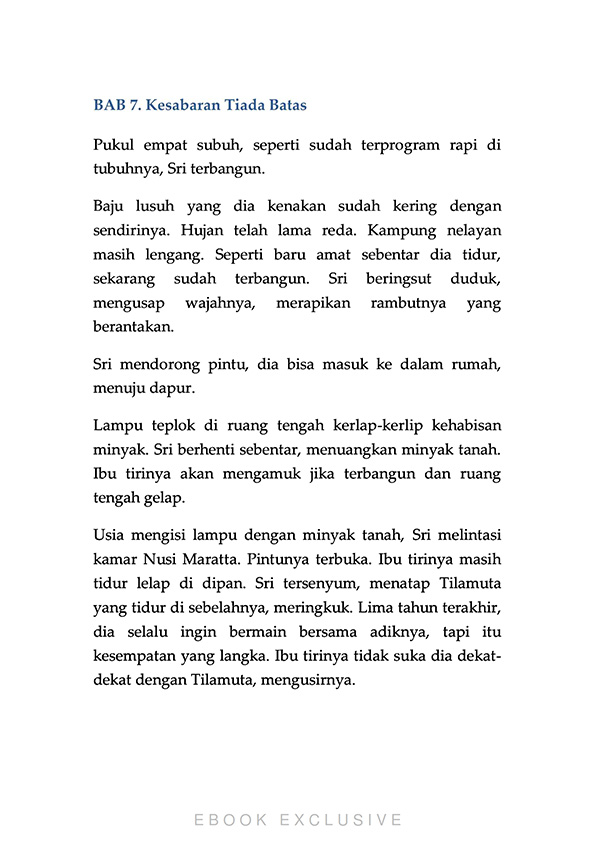 BAB 7. Kesabaran Tiada Batas
Pukul empat subuh, seperti sudah terprogram rapi di
tubuhnya, Sri terbangun.
Baju lusuh yang dia kenakan sudah kering dengan
sendirinya. Hujan telah lama reda. Kampung nelayan
masih lengang. Seperti baru amat sebentar dia tidur,
sekarang sudah terbangun. Sri beringsut duduk,
mengusap wajahnya, merapikan rambutnya yang
berantakan.
Sri mendorong pintu, dia bisa masuk ke dalam rumah,
menuju dapur.
Lampu teplok di ruang tengah kerlap-kerlip kehabisan
minyak. Sri berhenti sebentar, menuangkan minyak tanah.
Ibu tirinya akan mengamuk jika terbangun dan ruang
tengah gelap.
Usia mengisi lampu dengan minyak tanah, Sri melintasi
kamar Nusi Maratta. Pintunya terbuka. Ibu tirinya masih
tidur lelap di dipan. Sri tersenyum, menatap Tilamuta
yang tidur di sebelahnya, meringkuk. Lima tahun terakhir,
dia selalu ingin bermain bersama adiknya, tapi itu
kesempatan yang langka. Ibu tirinya tidak suka dia dekat-
dekat dengan Tilamuta, mengusirnya.
EBOOK EXCLUSIVE